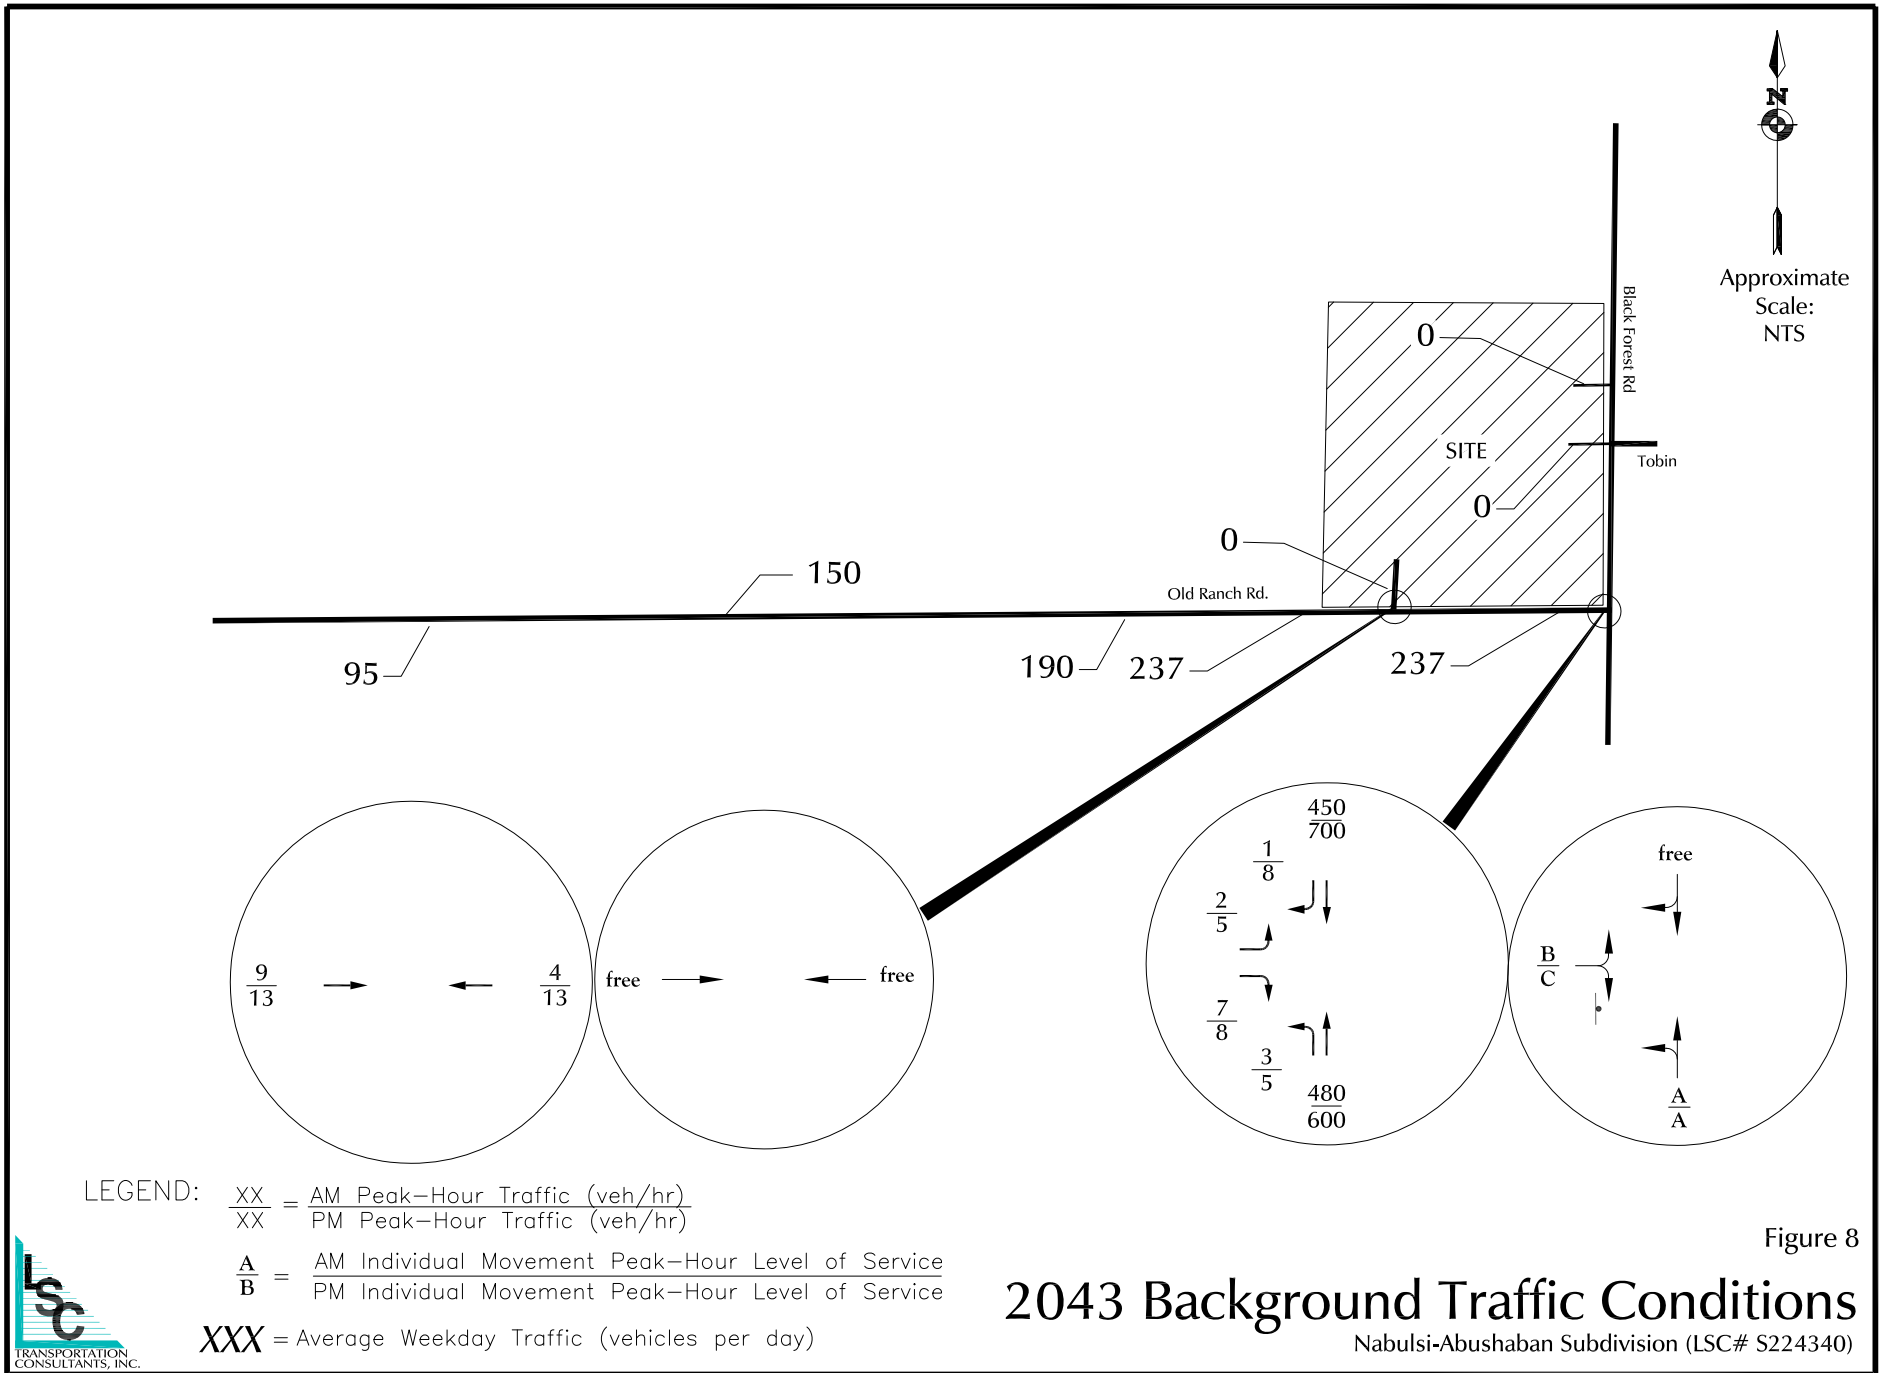 N
Approximate
Scale:
NTS
Black Forest Rd
0
SITE
Tobin
0
0
150
Old Ranch Rd.
95
190
237
237
450
700
1
8
2
5
7
8
3
5
480
600
free
B
C
A
A
9
13
4
13
free
free
LEGEND:
XX = AM Peak-Hour Traffic (veh/hr)
XX PM Peak-Hour Traffic (veh/hr)
A = AM Individual Movement Peak-Hour Level of Service
B PM Individual Movement Peak-Hour Level of Service
XXX = Average Weekday Traffic (vehicles per day)
LSC
TRANSPORTATION
CONSULTANTS, INC.
Figure 8
2043 Background Traffic Conditions
Nabulsi-Abushaban Subdivision (LSC# S224340)